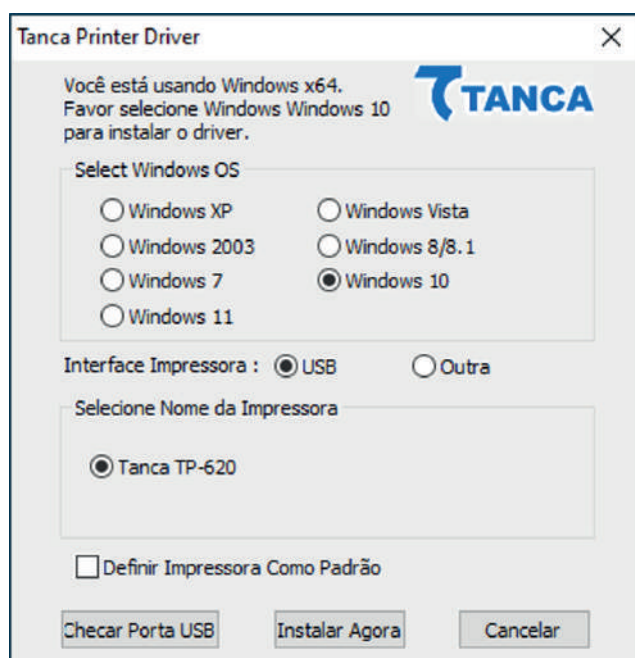 Tanca Printer Driver
Você está usando Windows x64.
Favor selecione Windows Windows 10
para instalar o driver.
TANCA
Select Windows OS
Windows XP
Windows Vista
Windows 2003
Windows 8/8.1
Windows 7
Windows 10
Windows 11
Interface Impressora : USB Outra
Selecione Nome da Impressora
Tanca TP-620
Definir Impressora Como Padrão
Checar Porta USB
Instalar Agora
Cancelar